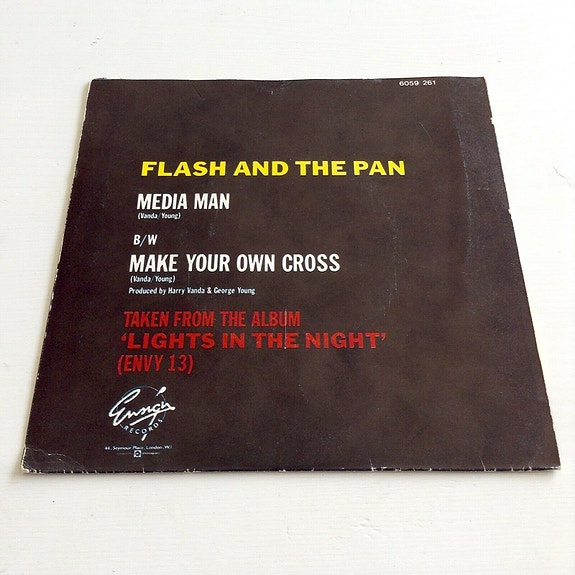 6059 261
FLASH AND THE PAN
MEDIA MAN
(Vanda/Young)
B/W
MAKE YOUR OWN CROSS
(Vanda/Young)
Produced by Harry Vanda & George Young
TAKEN FROM THE ALBUM
‘LIGHTS IN THE NIGHT’
(ENVY 13)
Ensign
RECORDS
44, Seymour Place, London, W.1